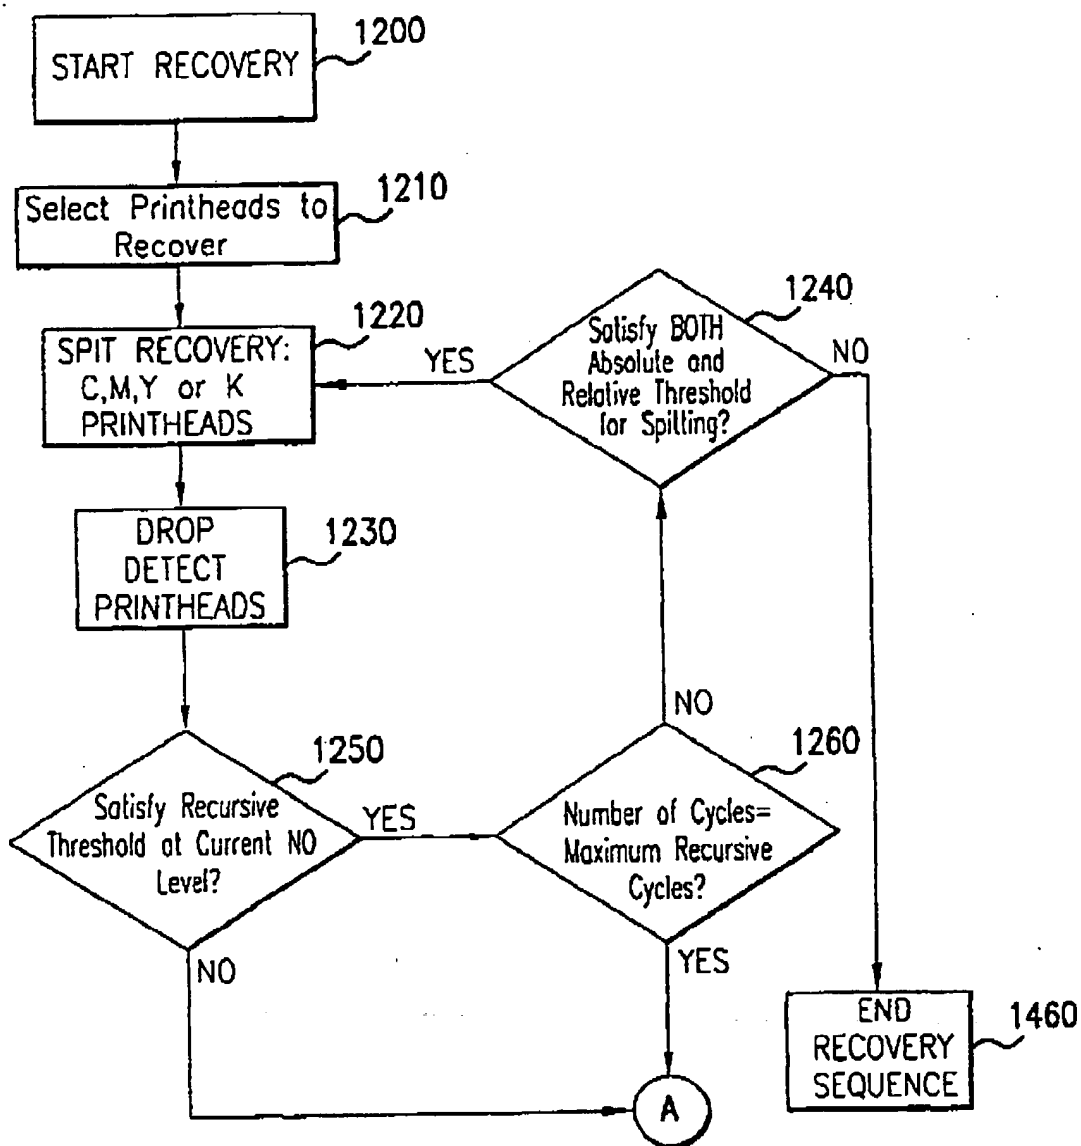 START RECOVERY
1200
Select Printheads to
Recover
1210
SPIT RECOVERY:
C,M,Y or K
PRINTHEADS
1220
YES
Satisfy BOTH
Absolute and
Relative Threshold
for Spitting?
1240
NO
DROP
DETECT
PRINTHEADS
1230
NO
Satisfy Recursive
Threshold at Current NO
Level?
1250
YES
Number of Cycles=
Maximum Recursive
Cycles?
1260
NO
YES
END
RECOVERY
SEQUENCE
1460
A